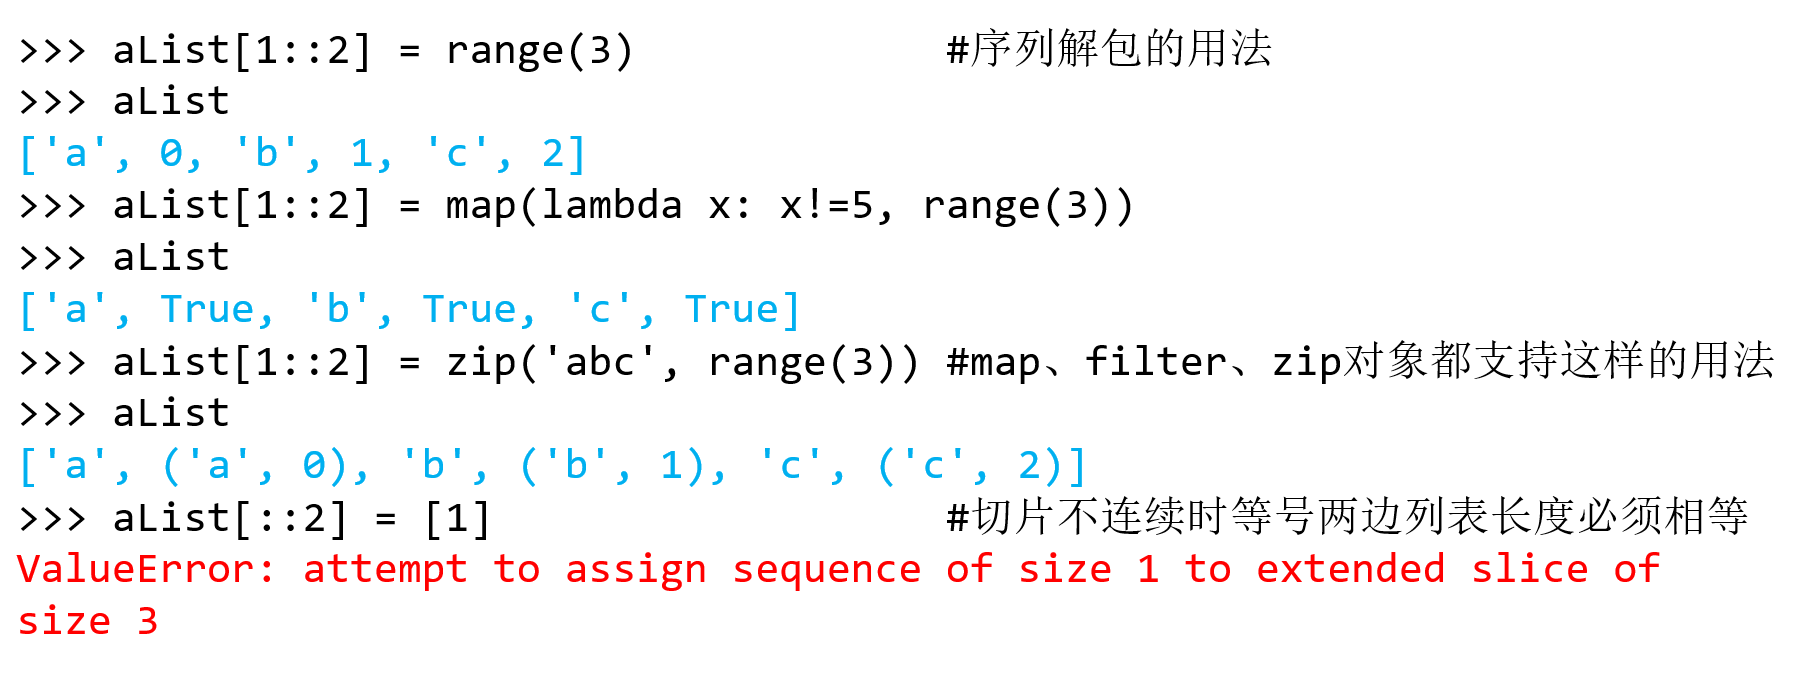 >>> aList[1::2] = range(3)             #序列解包的用法
>>> aList
['a', 0, 'b', 1, 'c', 2]
>>> aList[1::2] = map(lambda x: x!=5, range(3))
>>> aList
['a', True, 'b', True, 'c', True]
>>> aList[1::2] = zip('abc', range(3)) #map、filter、zip对象都支持这样的用法
>>> aList
['a', ('a', 0), 'b', ('b', 1), 'c', ('c', 2)]
>>> aList[::2] = [1]                   #切片不连续时等号两边列表长度必须相等
ValueError: attempt to assign sequence of size 1 to extended slice of
size 3